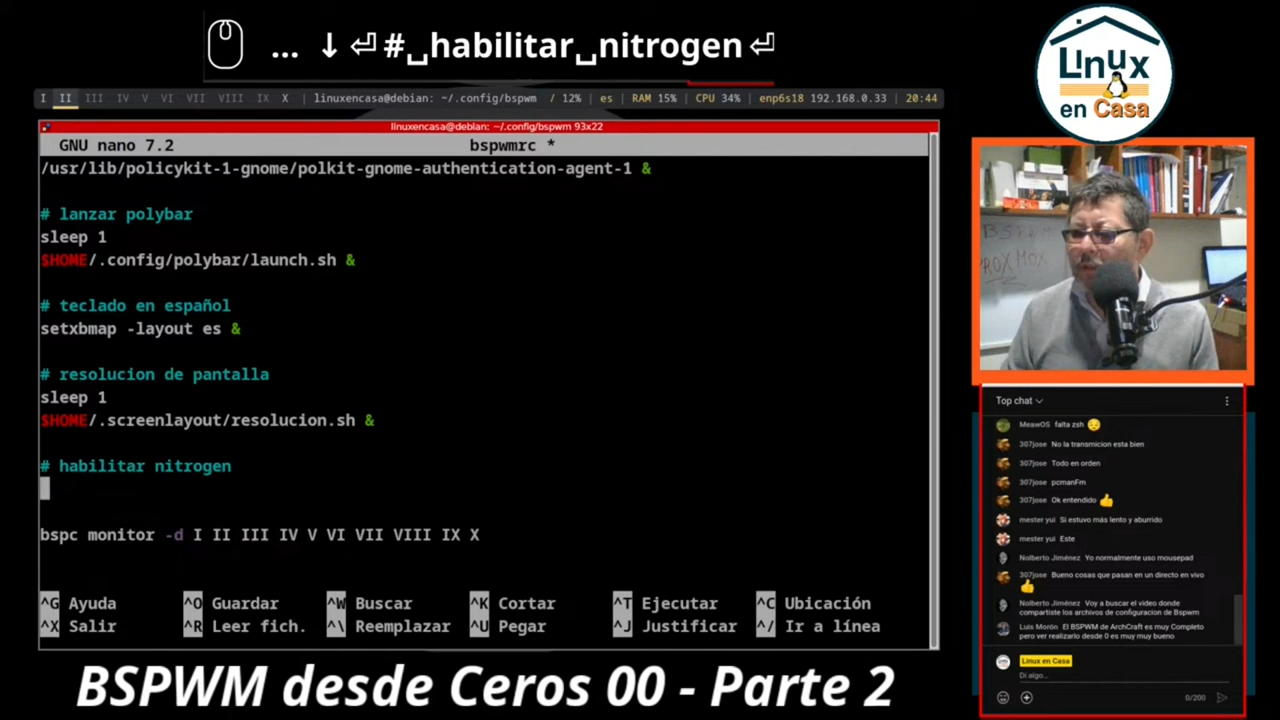 ... ↓⏎#␣habilitar␣nitrogen⏎
LInux
en Casa
I II III IV V VI VII VIII IX X | linuxencasa@debian: ~/.config/bspwm / 12% | es | RAM 15% | CPU 34% | enp6s18 192.168.0.33 | 20:44
linuxencasa@debian: ~/.config/bspwm 93x22
GNU nano 7.2 bspwmrc *
/usr/lib/policykit-1-gnome/polkit-gnome-authentication-agent-1 &
# lanzar polybar
sleep 1
$HOME/.config/polybar/launch.sh &
# teclado en español
setxbmap -layout es &
# resolucion de pantalla
sleep 1
$HOME/.screenlayout/resolucion.sh &
# habilitar nitrogen
bspc monitor -d I II III IV V VI VII VIII IX X
^G Ayuda ^O Guardar ^W Buscar ^K Cortar ^T Ejecutar ^C Ubicación
^X Salir ^R Leer fich. ^\ Reemplazar ^U Pegar ^J Justificar ^/ Ir a línea
BSPWM desde Ceros 00 - Parte 2
BSPWM
PROXMOX
Top chat
MeawOS falta zsh 😔
307jose No la transmicion esta bien
307jose Todo en orden
307jose pcmanFm
307jose Ok entendido 👍
mester yui Si estuvo más lento y aburrido
mester yui Este
Nolberto Jiménez Yo normalmente uso mousepad
307jose Bueno cosas que pasan en un directo en vivo
👍
Nolberto Jiménez Voy a buscar el video donde
compartiste los archivos de configuracion de Bspwm
Luis Morón El BSPWM de ArchCraft es muy Completo
pero ver realizarlo desde 0 es muy muy bueno
Linux en Casa
Di algo...
0/200